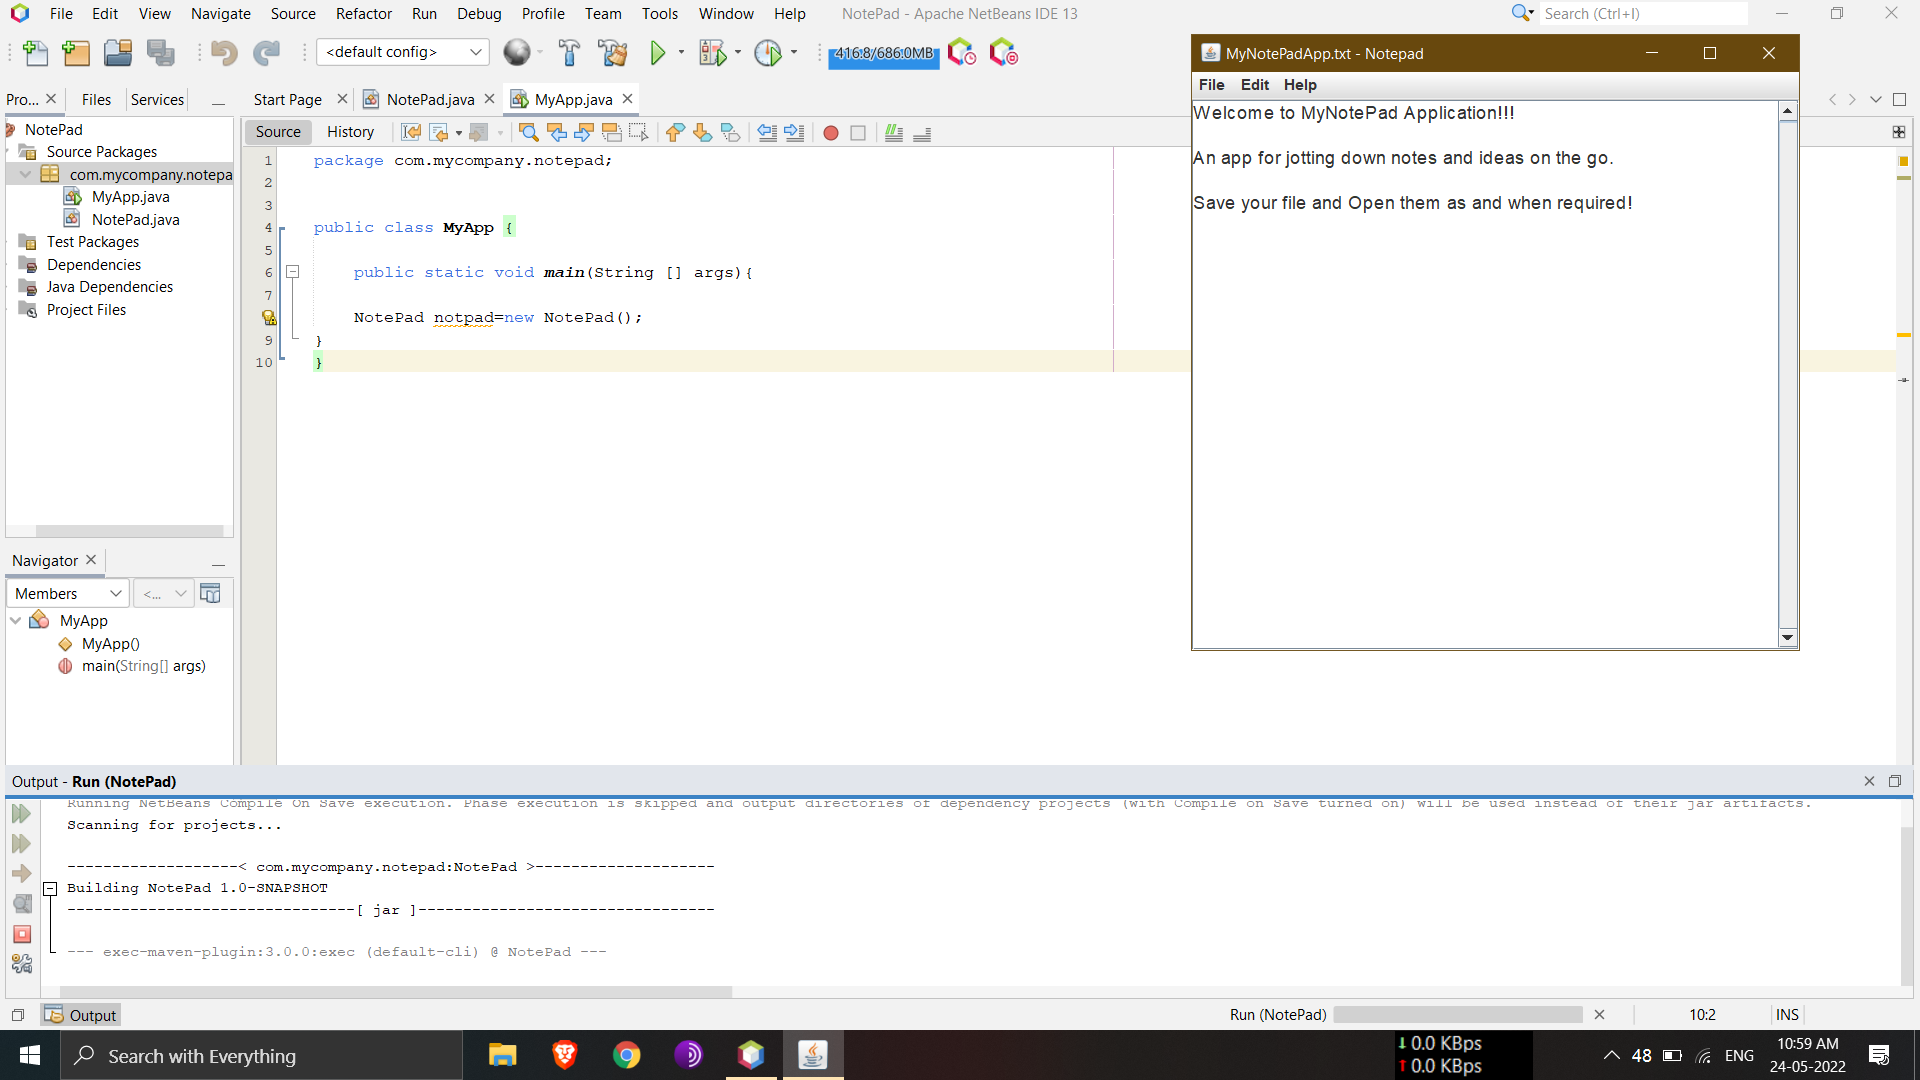 File Edit View Navigate Source Refactor Run Debug Profile Team Tools Window Help
NotePad - Apache NetBeans IDE 13
Search (Ctrl+I)
<default config>
416.8/686.0MB
Pro... Files Services
Start Page NotePad.java MyApp.java
NotePad
Source Packages
com.mycompany.notepa
MyApp.java
NotePad.java
Test Packages
Dependencies
Java Dependencies
Project Files
Source History
1 package com.mycompany.notepad;
2
3
4 public class MyApp {
5
6 public static void main(String [] args){
7
NotePad notpad=new NotePad();
9 }
10 }
MyNotePadApp.txt - Notepad
File Edit Help
Welcome to MyNotePad Application!!!
An app for jotting down notes and ideas on the go.
Save your file and Open them as and when required!
Navigator
Members <...
MyApp
MyApp()
main(String[] args)
Output - Run (NotePad)
Running NetBeans Compile On Save execution. Phase execution is skipped and output directories of dependency projects (with Compile on Save turned on) will be used instead of their jar artifacts.
Scanning for projects...
-------------------< com.mycompany.notepad:NotePad >--------------------
Building NotePad 1.0-SNAPSHOT
--------------------------------[ jar ]---------------------------------
--- exec-maven-plugin:3.0.0:exec (default-cli) @ NotePad ---
Output
Run (NotePad)
10:2 INS
Search with Everything
0.0 KBps
0.0 KBps
48 ENG
10:59 AM
24-05-2022